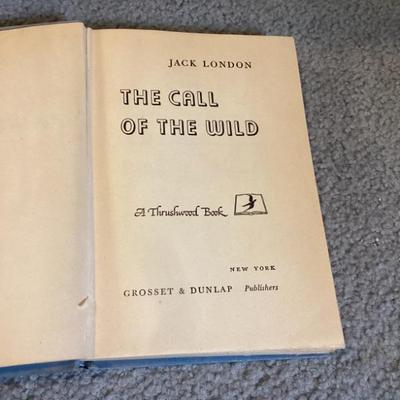 JACK LONDON
THE CALL
OF THE WILD
A Thrushwood Book
NEW YORK
GROSSET & DUNLAP Publishers